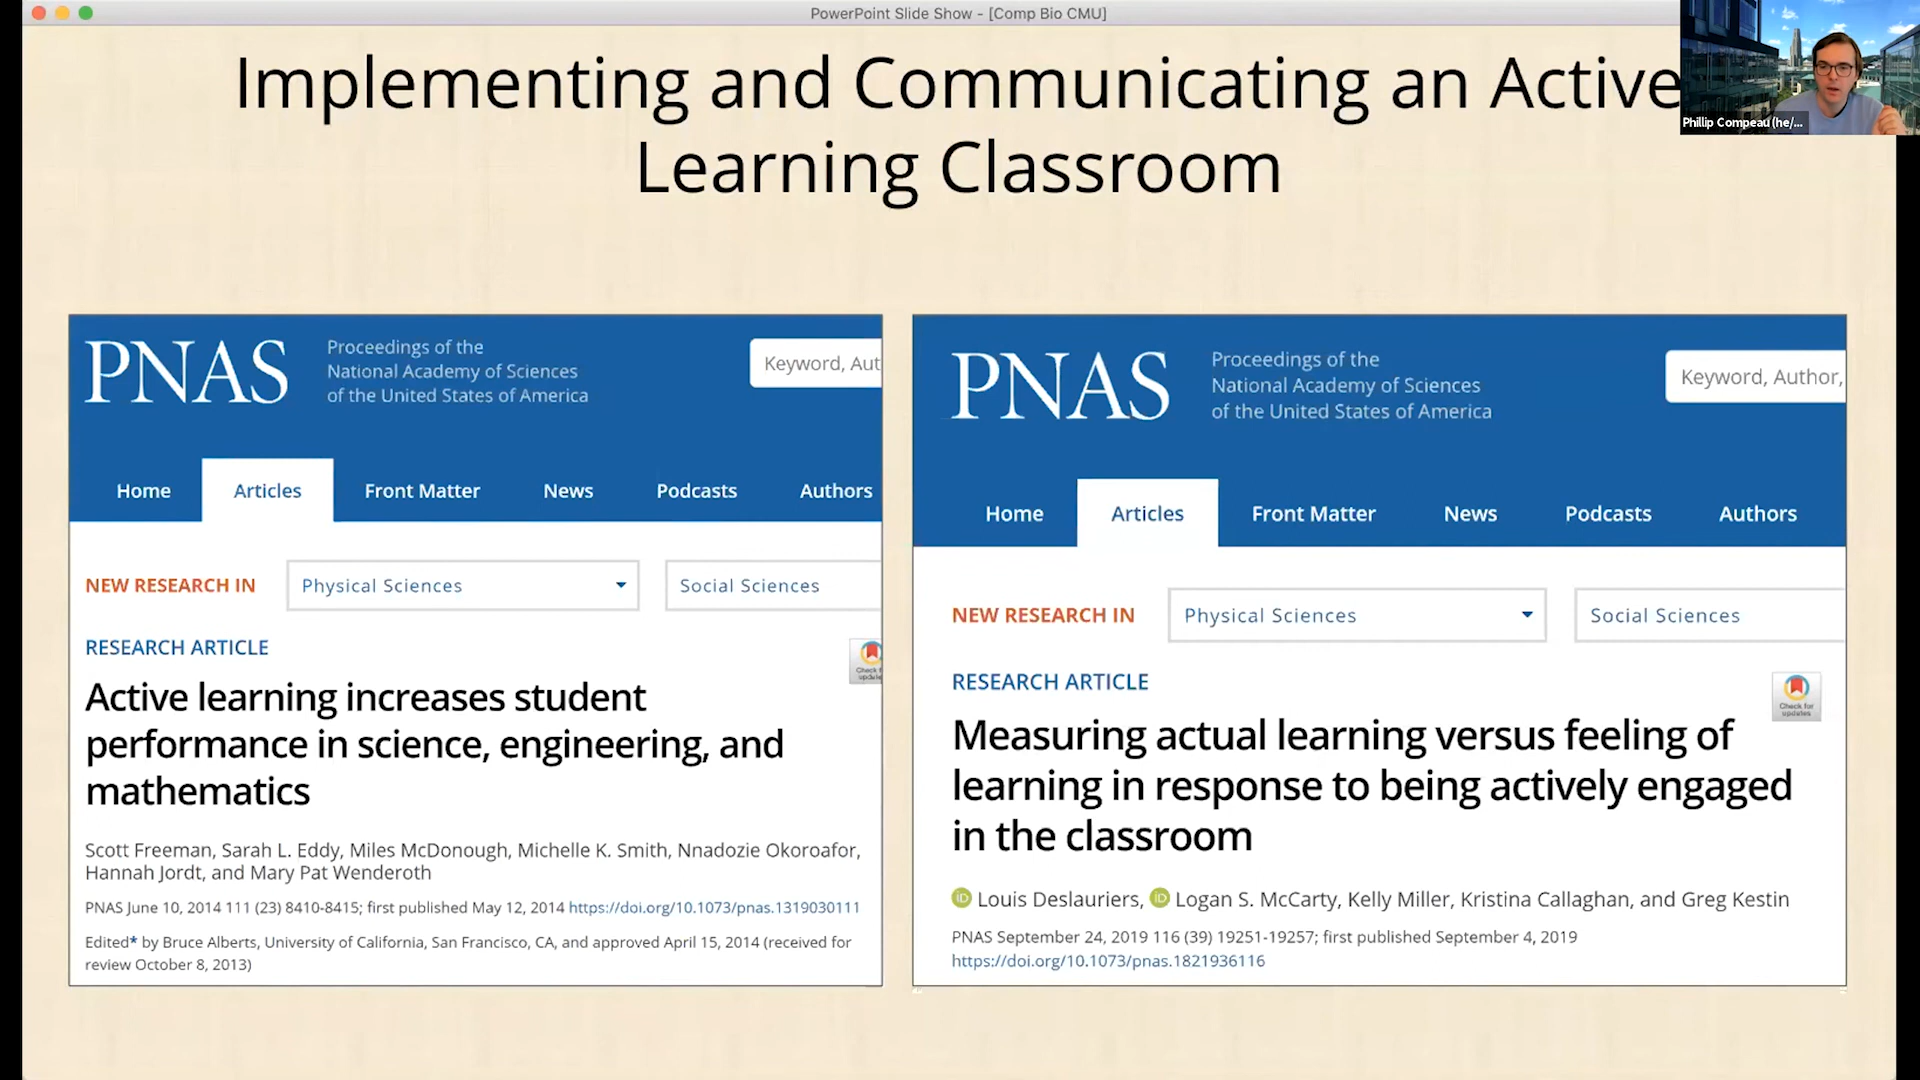 PowerPoint Slide Show - [Comp Bio CMU]
Implementing and Communicating an Active
Learning Classroom
Phillip Compeau (he/...
PNAS
Proceedings of the
National Academy of Sciences
of the United States of America
Keyword, Aut
Home Articles Front Matter News Podcasts Authors
NEW RESEARCH IN Physical Sciences Social Sciences
RESEARCH ARTICLE
Check f
update
Active learning increases student
performance in science, engineering, and
mathematics
Scott Freeman, Sarah L. Eddy, Miles McDonough, Michelle K. Smith, Nnadozie Okoroafor,
Hannah Jordt, and Mary Pat Wenderoth
PNAS June 10, 2014 111 (23) 8410-8415; first published May 12, 2014 https://doi.org/10.1073/pnas.1319030111
Edited* by Bruce Alberts, University of California, San Francisco, CA, and approved April 15, 2014 (received for
review October 8, 2013)
PNAS
Proceedings of the
National Academy of Sciences
of the United States of America
Keyword, Author,
Home Articles Front Matter News Podcasts Authors
NEW RESEARCH IN Physical Sciences Social Sciences
RESEARCH ARTICLE
Check for
updates
Measuring actual learning versus feeling of
learning in response to being actively engaged
in the classroom
iD Louis Deslauriers, iD Logan S. McCarty, Kelly Miller, Kristina Callaghan, and Greg Kestin
PNAS September 24, 2019 116 (39) 19251-19257; first published September 4, 2019
https://doi.org/10.1073/pnas.1821936116